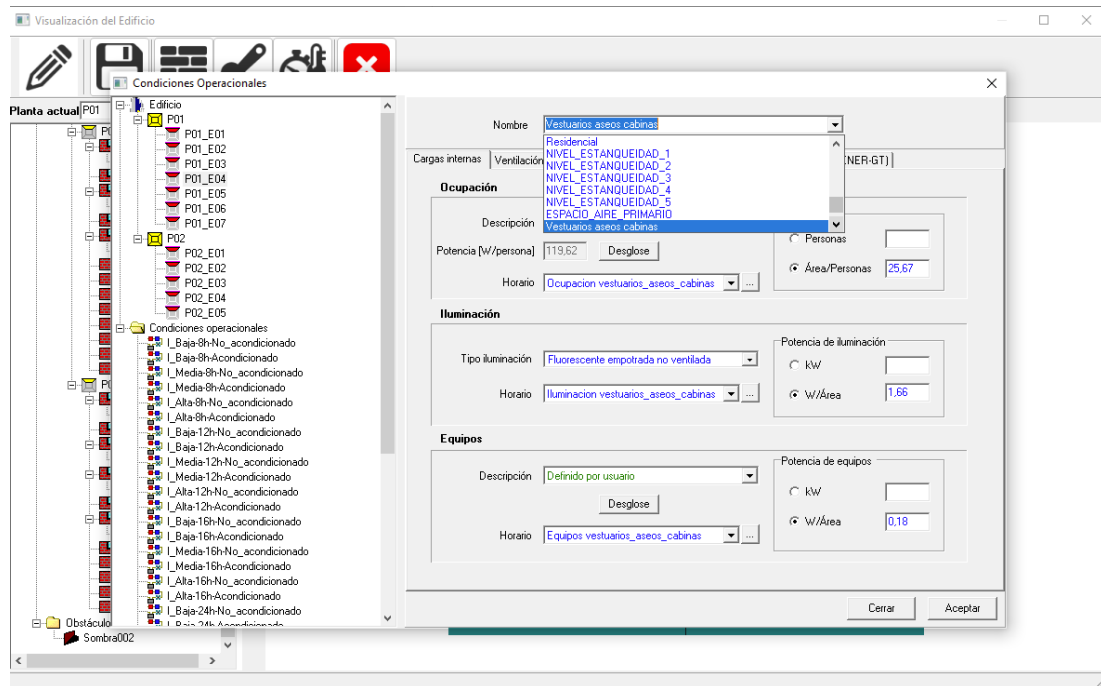 Visualización del Edificio
Condiciones Operacionales
Planta actual P01
Edificio
P01
P01_E01
P01_E02
P01_E03
P01_E04
P01_E05
P01_E06
P01_E07
P02
P02_E01
P02_E02
P02_E03
P02_E04
P02_E05
Condiciones operacionales
I_Baja-8h-No_acondicionado
I_Baja-8h-Acondicionado
I_Media-8h-No_acondicionado
I_Media-8h-Acondicionado
I_Alta-8h-No_acondicionado
I_Alta-8h-Acondicionado
I_Baja-12h-No_acondicionado
I_Baja-12h-Acondicionado
I_Media-12h-No_acondicionado
I_Media-12h-Acondicionado
I_Alta-12h-No_acondicionado
I_Alta-12h-Acondicionado
I_Baja-16h-No_acondicionado
I_Baja-16h-Acondicionado
I_Media-16h-No_acondicionado
I_Media-16h-Acondicionado
I_Alta-16h-No_acondicionado
I_Alta-16h-Acondicionado
I_Baja-24h-No_acondicionado
I_Baja-24h-Acondicionado
Obstáculo
Sombra002
Nombre Vestuarios aseos cabinas
Residencial
NIVEL_ESTANQUEIDAD_1
NIVEL_ESTANQUEIDAD_2
NIVEL_ESTANQUEIDAD_3
NIVEL_ESTANQUEIDAD_4
NIVEL_ESTANQUEIDAD_5
ESPACIO_AIRE_PRIMARIO
Vestuarios aseos cabinas
Cargas internas Ventilación ENER-GT)
Ocupación
Descripción
Potencia [W/persona] 119,62 Desglose
Horario Ocupacion vestuarios_aseos_cabinas ...
Personas
Área/Personas 25,67
Iluminación
Tipo iluminación Fluorescente empotrada no ventilada
Horario Iluminacion vestuarios_aseos_cabinas ...
Potencia de iluminación
kW
W/Área 1,66
Equipos
Descripción Definido por usuario
Desglose
Horario Equipos vestuarios_aseos_cabinas ...
Potencia de equipos
kW
W/Área 0,18
Cerrar Aceptar